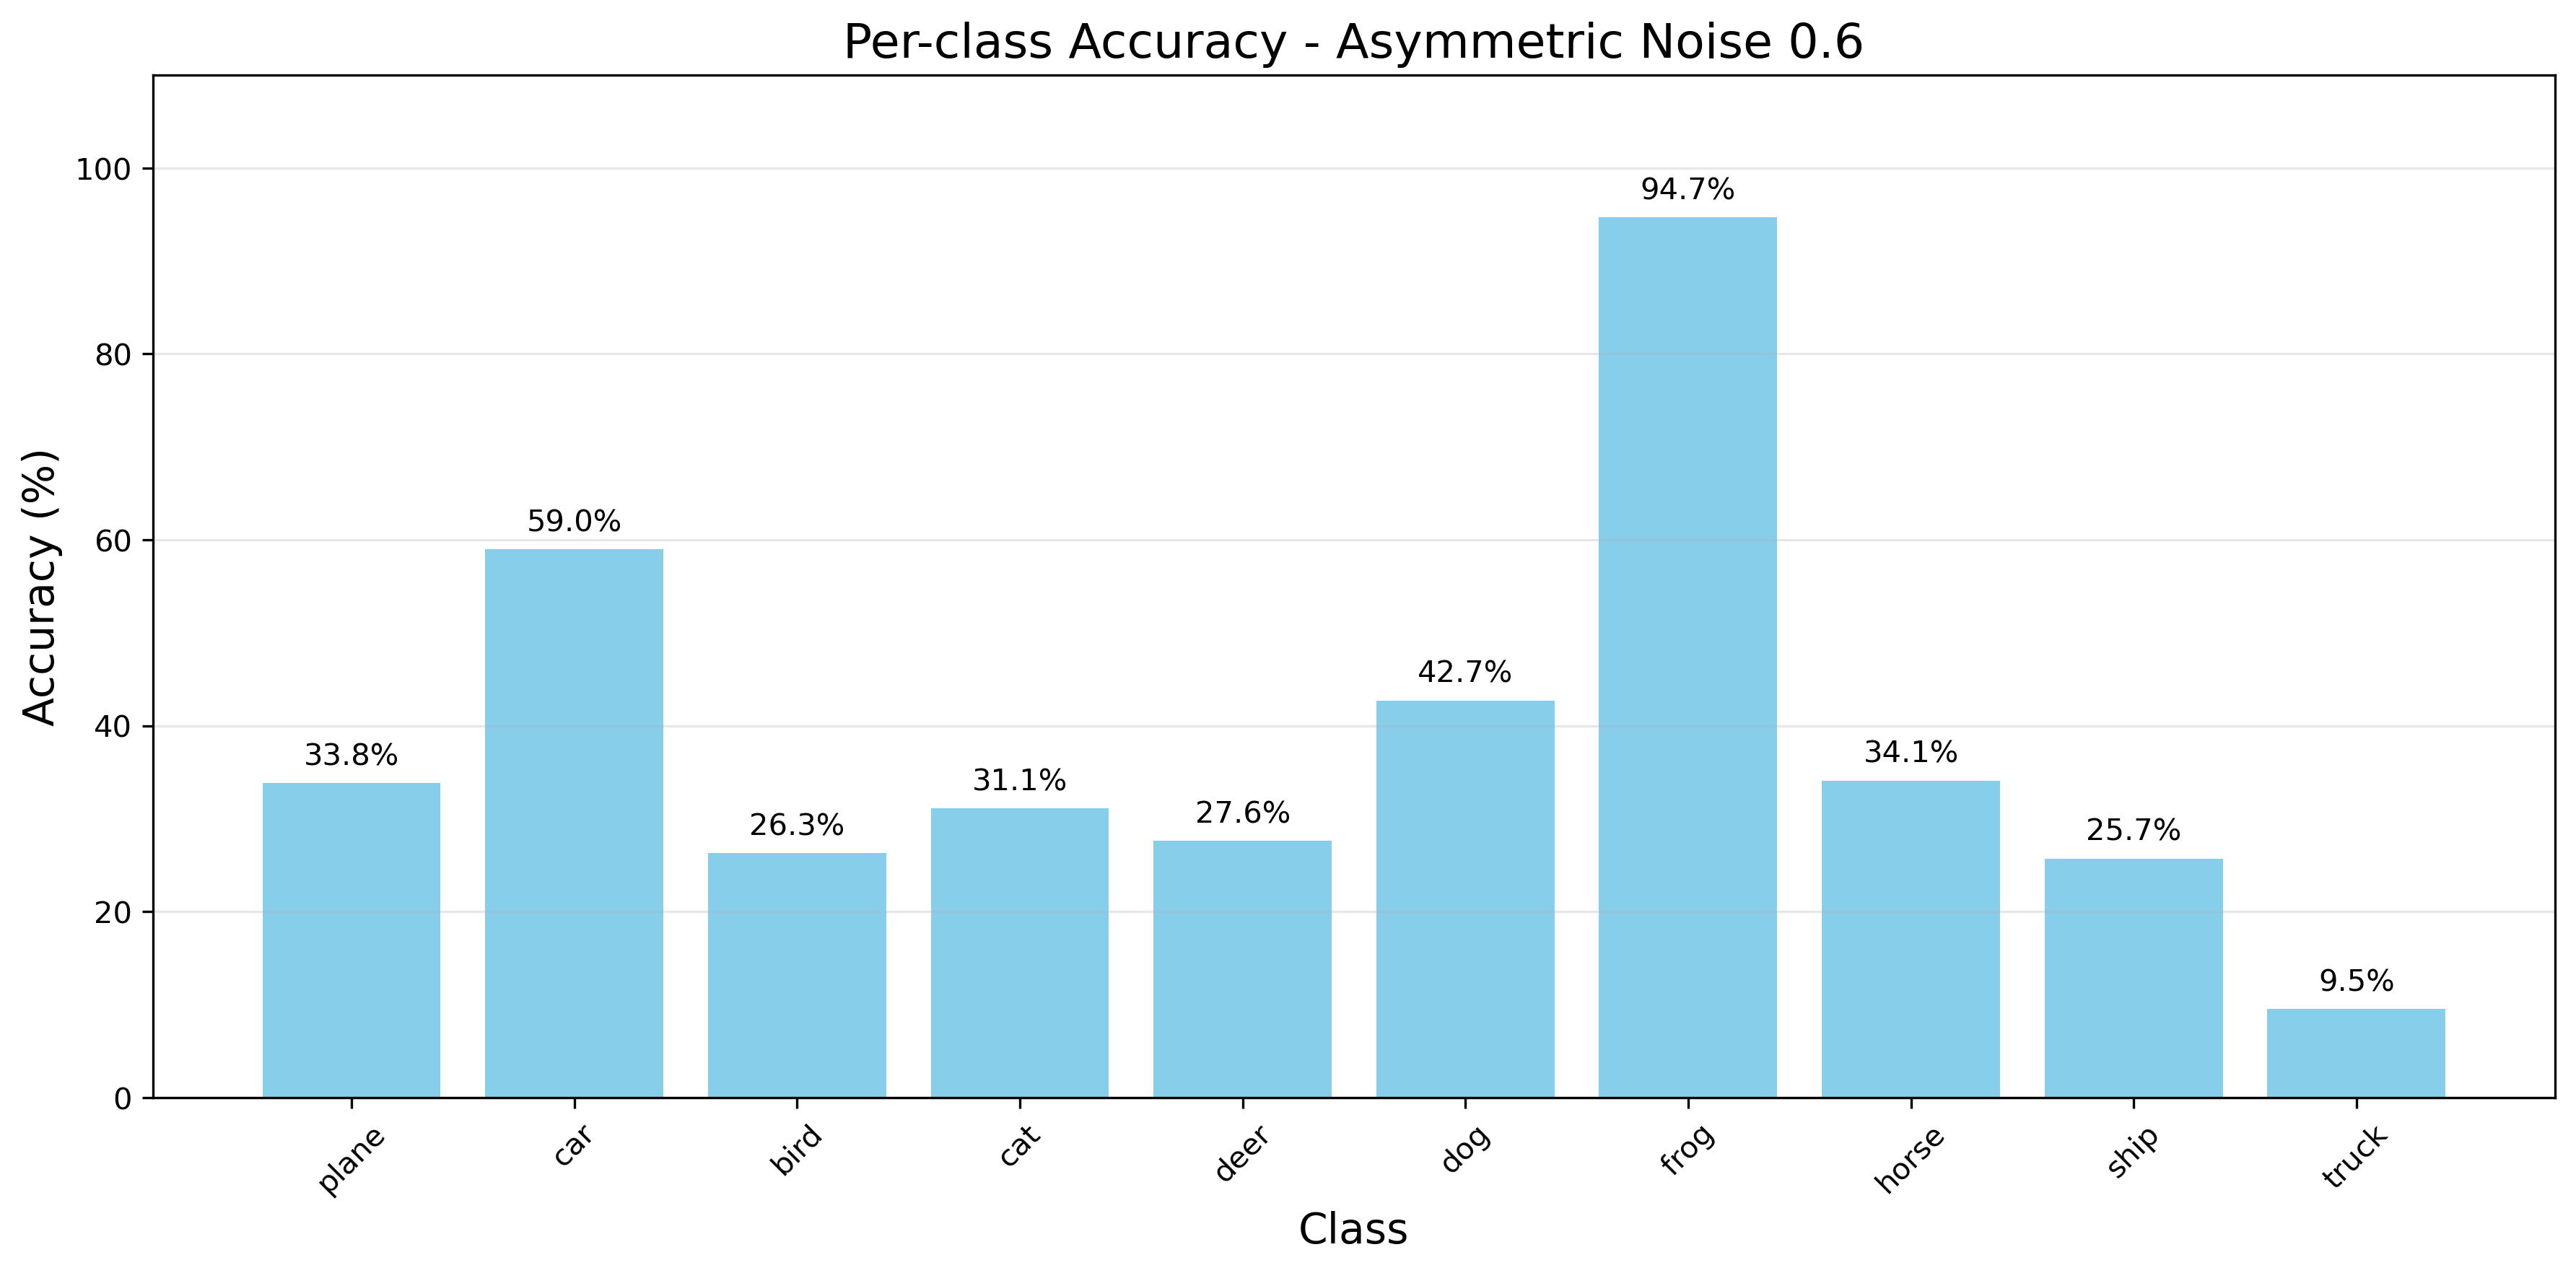 Per-class Accuracy - Asymmetric Noise 0.6
Accuracy (%)
100
80
60
40
20
0
33.8%
59.0%
26.3%
31.1%
27.6%
42.7%
94.7%
34.1%
25.7%
9.5%
plane
car
bird
cat
deer
dog
frog
horse
ship
truck
Class